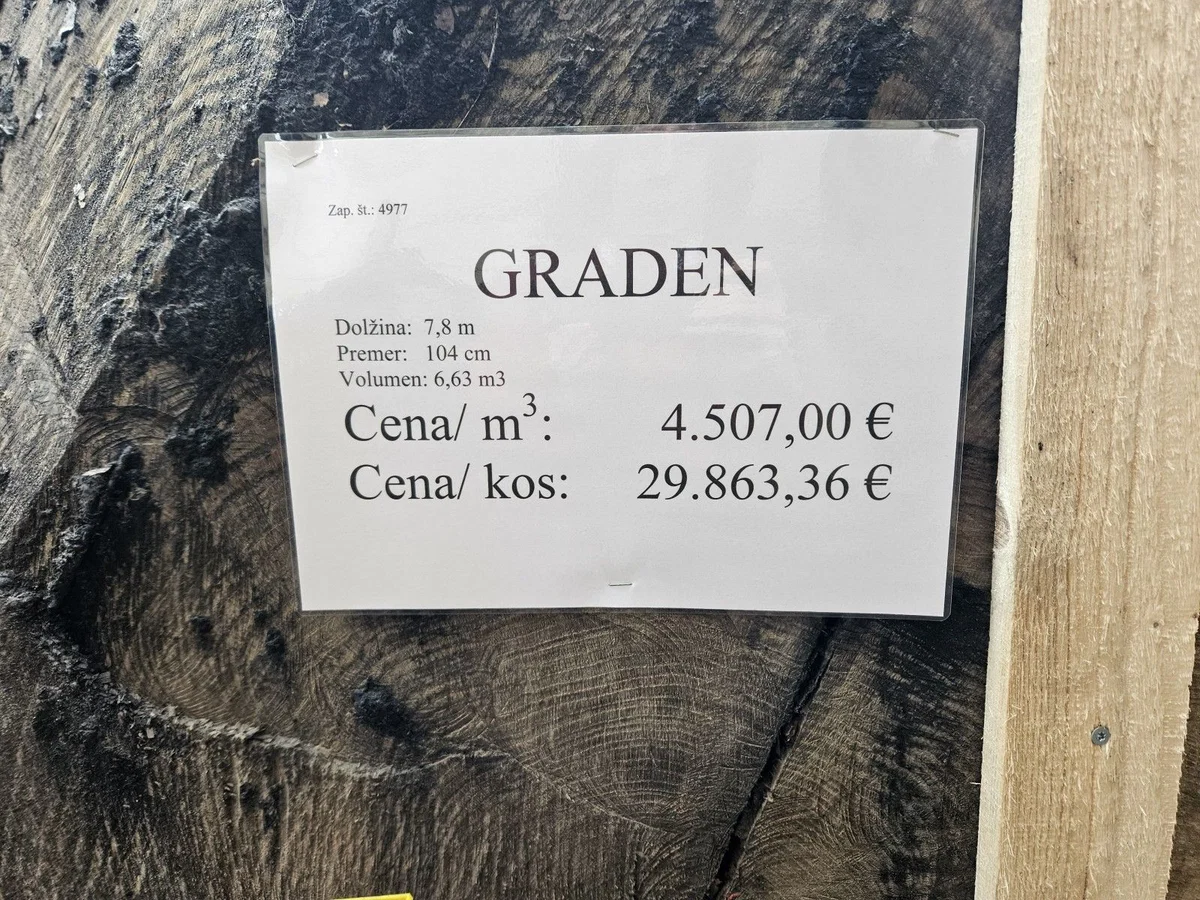 Zap. št.: 4977
GRADEN
Dolžina: 7,8 m
Premer: 104 cm
Volumen: 6,63 m3
Cena/ m³: 4.507,00 €
Cena/ kos: 29.863,36 €